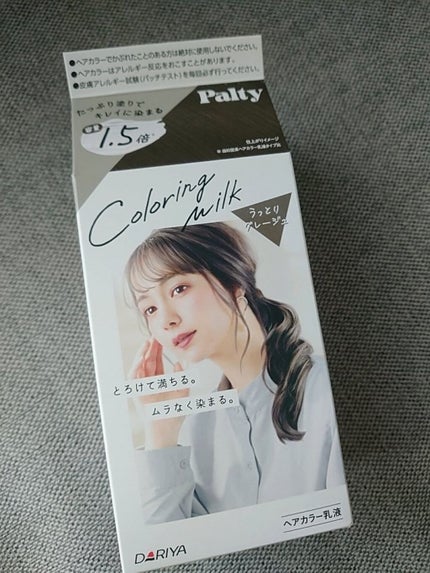 ●ヘアカラーでかぶれたことのある方は絶対に使用しないでください。
●ヘアカラーはアレルギー反応をおこすことがあります。
●皮膚アレルギー試験(パッチテスト)を毎回必ず行ってください。
Palty
たっぷり塗りで
キレイに染まる
1.5倍
仕上がりイメージ
Coloring
milk
うっとり
グレージュ
とろけて満ちる。
ムラなく染まる。
ヘアカラー乳液
DARIYA